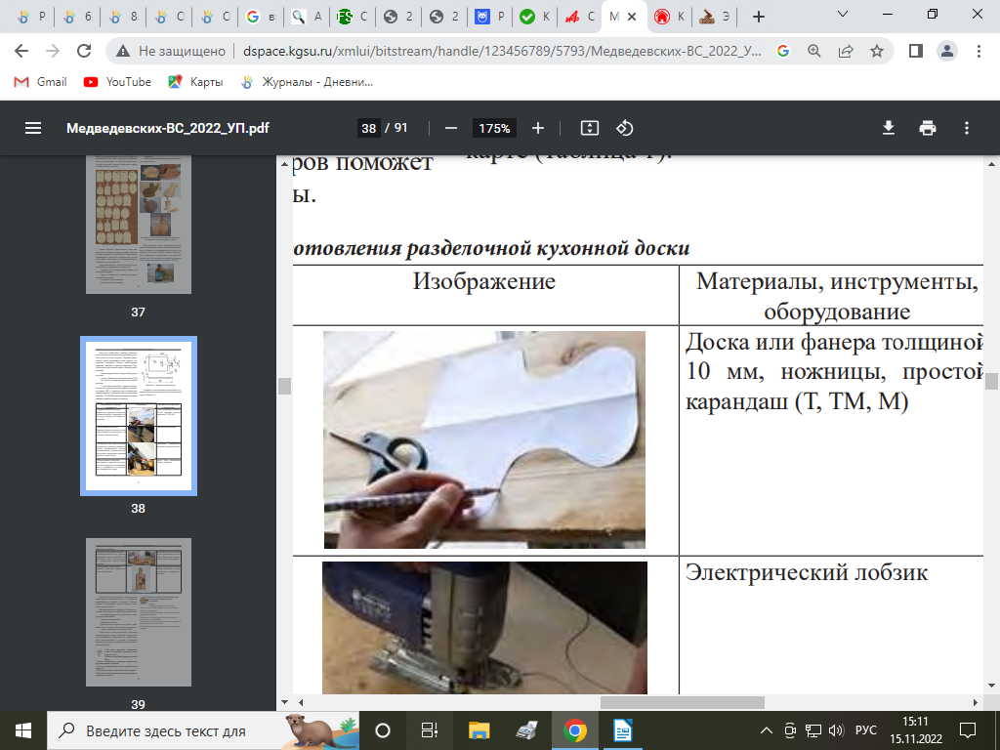 Р
6
8
С
С
в
А
С
2
2
Р
К
С
М
К
Э
Не защищено
dspace.kgsu.ru/xmlui/bitstream/handle/123456789/5793/Медведевских-ВС_2022_У...
Gmail
YouTube
Карты
Журналы - Дневни...
Медведевских-ВС_2022_УП.pdf
38 / 91
175%
37
38
39
ров поможет
карте (таблица 1).
ы.
отовления разделочной кухонной доски
Изображение
Материалы, инструменты,
оборудование
Доска или фанера толщиной
10 мм, ножницы, простой
карандаш (Т, ТМ, М)
Электрический лобзик
Введите здесь текст для
РУС
15:11
15.11.2022